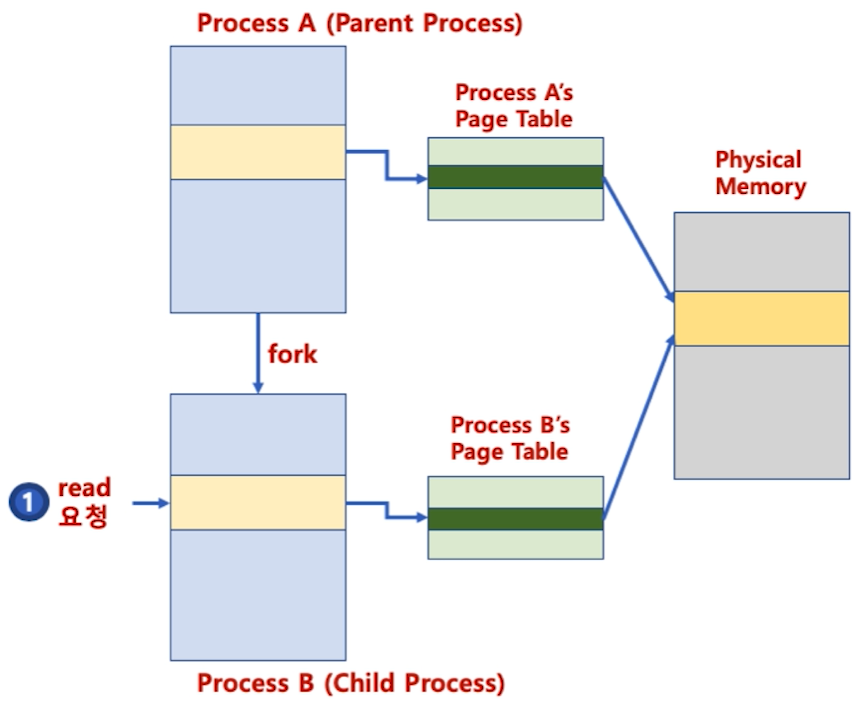 Process A (Parent Process)
Process A's
Page Table
Physical
Memory
fork
Process B's
Page Table
1
read
요청
Process B (Child Process)